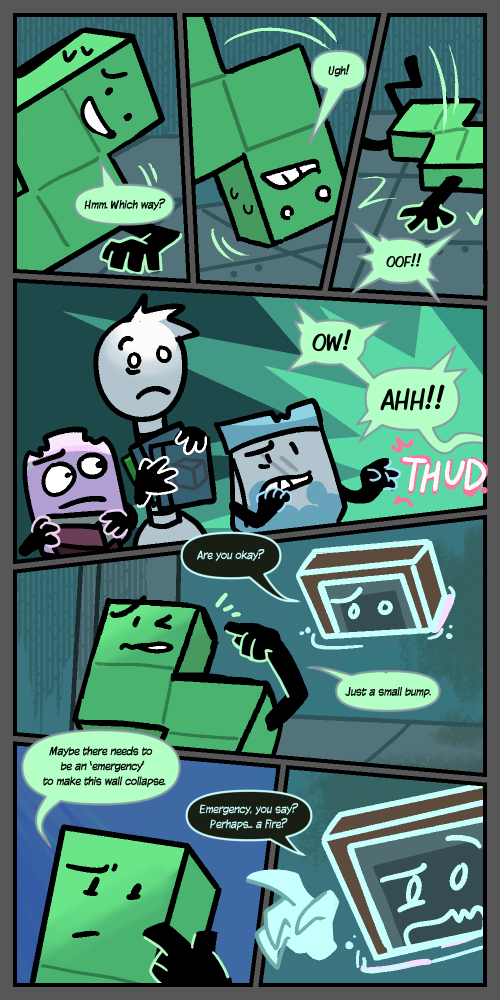 Hmm. Which way?
Ugh!
OOF!!
OW!
AHH!!
THUD
Are you okay?
Just a small bump.
Maybe there needs to
be an 'emergency'
to make this wall collapse.
Emergency, you say?
Perhaps... a fire?